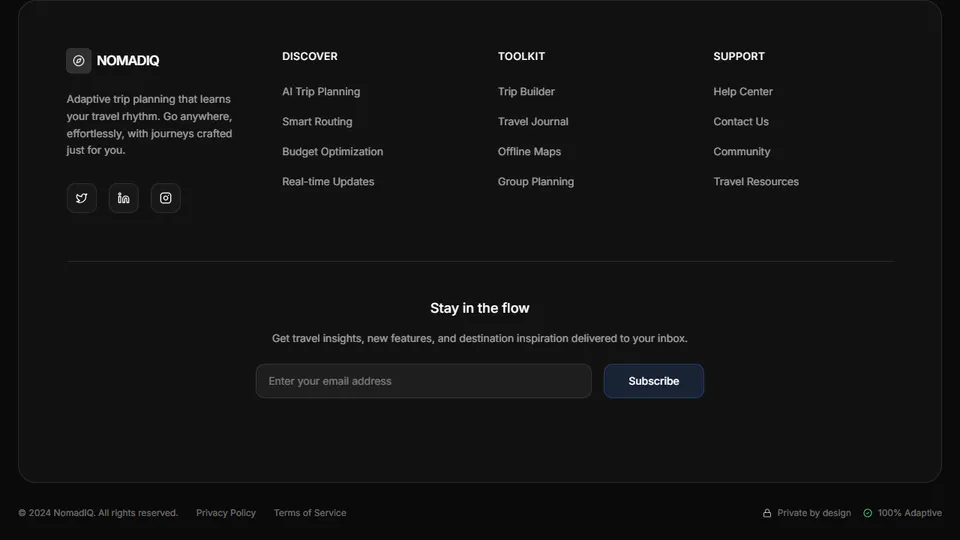 NOMADIQ
Adaptive trip planning that learns
your travel rhythm. Go anywhere,
effortlessly, with journeys crafted
just for you.
DISCOVER
AI Trip Planning
Smart Routing
Budget Optimization
Real-time Updates
TOOLKIT
Trip Builder
Travel Journal
Offline Maps
Group Planning
SUPPORT
Help Center
Contact Us
Community
Travel Resources
Stay in the flow
Get travel insights, new features, and destination inspiration delivered to your inbox.
Enter your email address
Subscribe
© 2024 NomadIQ. All rights reserved.
Privacy Policy
Terms of Service
Private by design
100% Adaptive